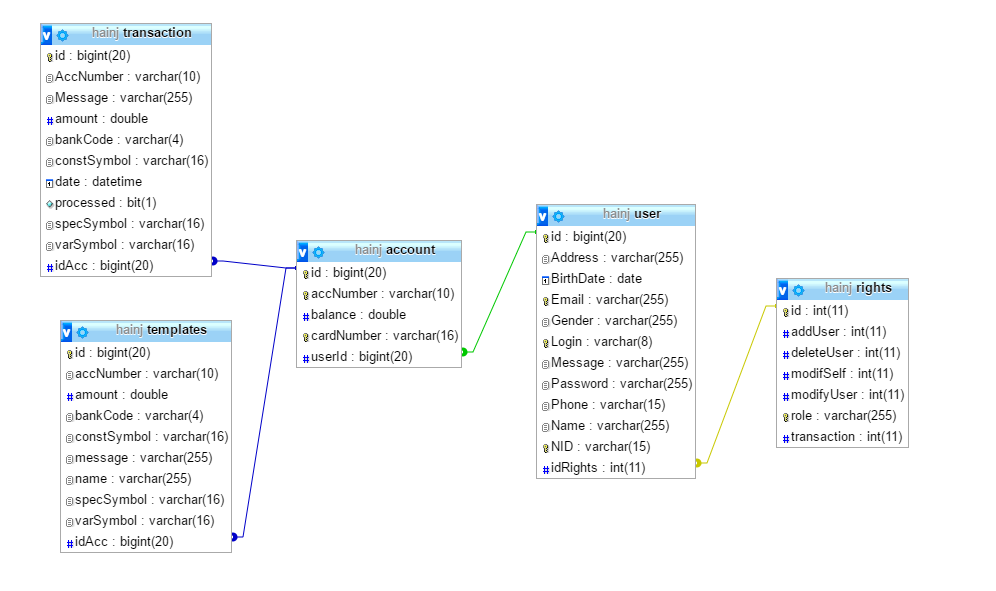 hainj transaction
id : bigint(20)
AccNumber : varchar(10)
Message : varchar(255)
amount : double
bankCode : varchar(4)
constSymbol : varchar(16)
date : datetime
processed : bit(1)
specSymbol : varchar(16)
varSymbol : varchar(16)
idAcc : bigint(20)
hainj templates
id : bigint(20)
accNumber : varchar(10)
amount : double
bankCode : varchar(4)
constSymbol : varchar(16)
message : varchar(255)
name : varchar(255)
specSymbol : varchar(16)
varSymbol : varchar(16)
idAcc : bigint(20)
hainj account
id : bigint(20)
accNumber : varchar(10)
balance : double
cardNumber : varchar(16)
userId : bigint(20)
hainj user
id : bigint(20)
Address : varchar(255)
BirthDate : date
Email : varchar(255)
Gender : varchar(255)
Login : varchar(8)
Message : varchar(255)
Password : varchar(255)
Phone : varchar(15)
Name : varchar(255)
NID : varchar(15)
idRights : int(11)
hainj rights
id : int(11)
addUser : int(11)
deleteUser : int(11)
modifSelf : int(11)
modifyUser : int(11)
role : varchar(255)
transaction : int(11)